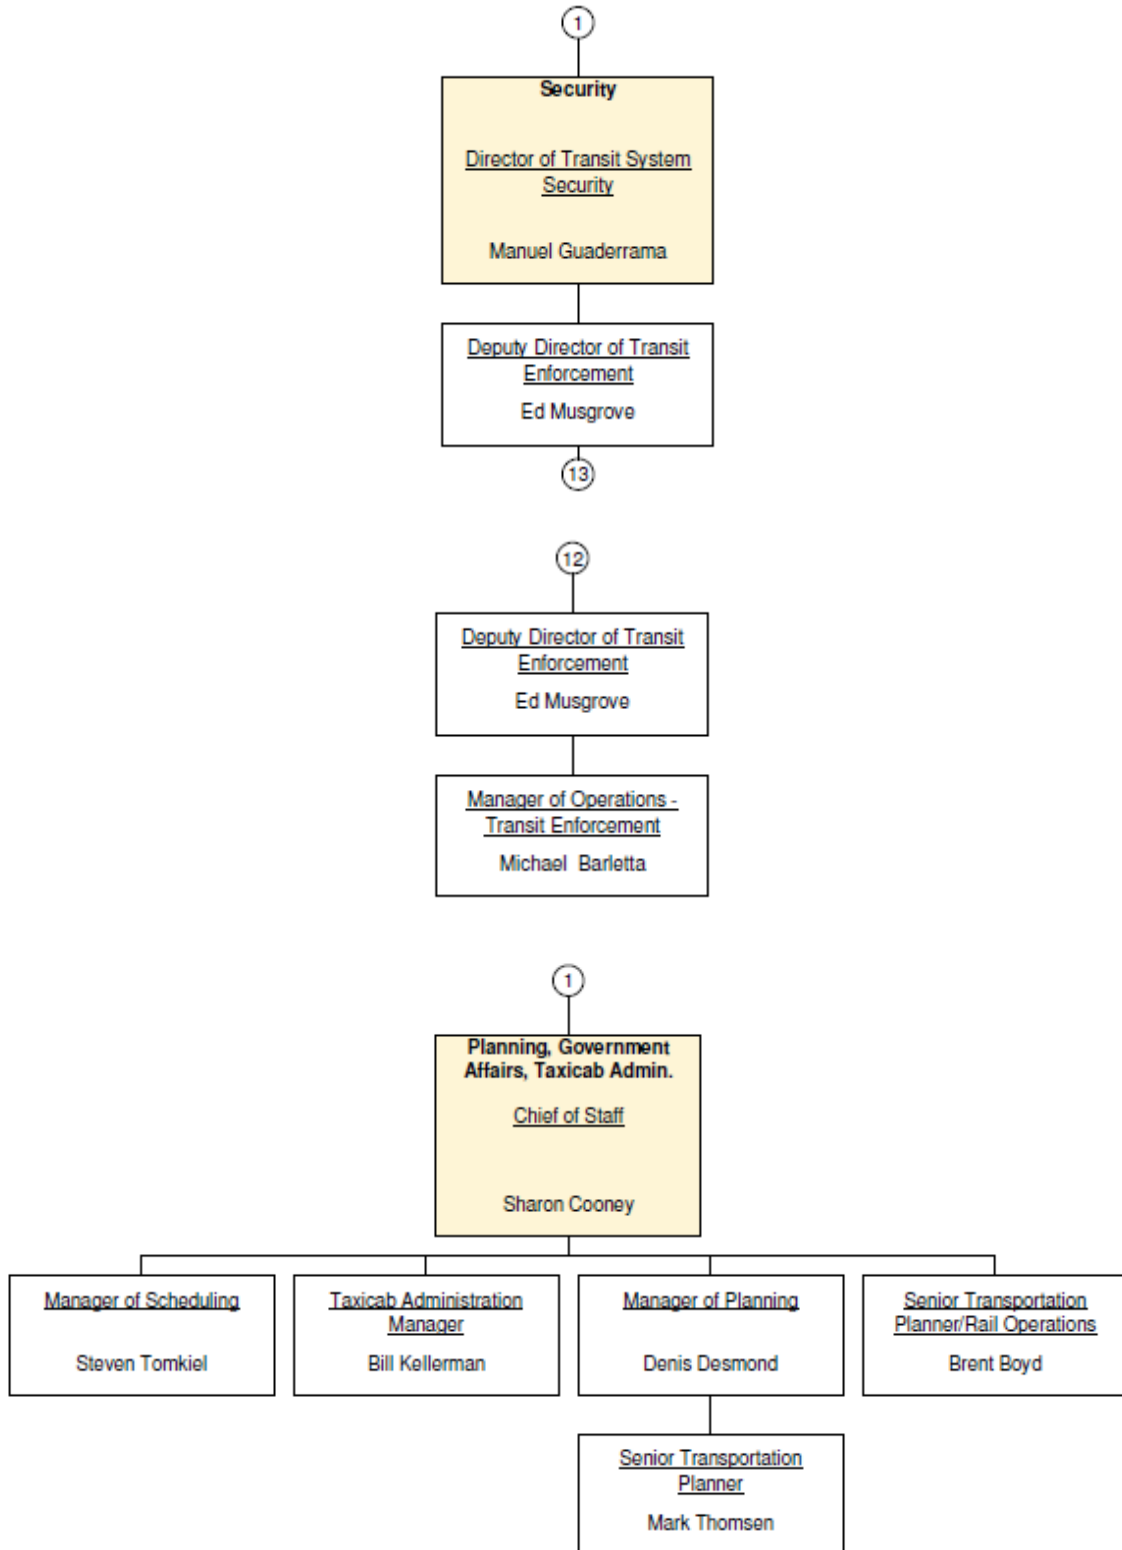 1
Security
Director of Transit System
Security
Manuel Guaderrama
Deputy Director of Transit
Enforcement
Ed Musgrove
13
12
Deputy Director of Transit
Enforcement
Ed Musgrove
Manager of Operations -
Transit Enforcement
Michael Barletta
1
Planning, Government
Affairs, Taxicab Admin.
Chief of Staff
Sharon Cooney
Manager of Scheduling
Steven Tomkiel
Taxicab Administration
Manager
Bill Kellerman
Manager of Planning
Denis Desmond
Senior Transportation
Planner/Rail Operations
Brent Boyd
Senior Transportation
Planner
Mark Thomsen